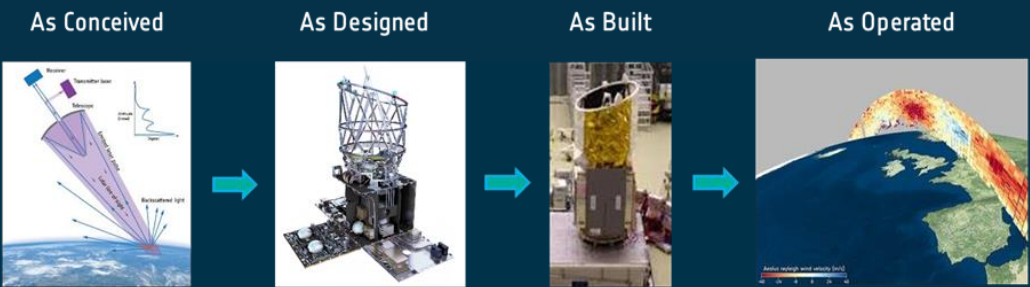 As Conceived
As Designed
As Built
As Operated
Receiver
Transmitter laser
Telescope
Backscattered light
Aeolus rayleigh wind velocity [m/s]